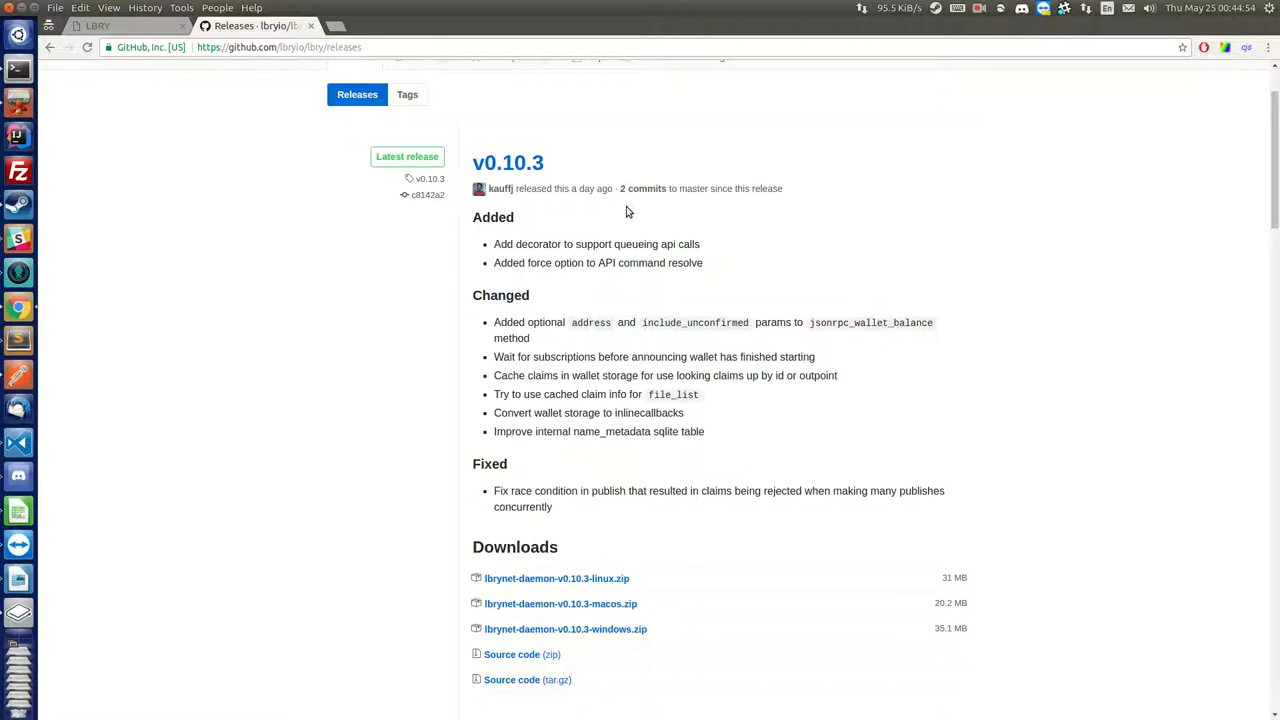 File Edit View History Tools People Help
95.5 KiB/s
En
Thu May 25 00:44:54
LBRY
Releases · lbryio/lbr
GitHub, Inc. [US]
https://github.com/lbryio/lbry/releases
Releases
Tags
Latest release
v0.10.3
c8142a2
v0.10.3
kauffj released this a day ago · 2 commits to master since this release
Added
• Add decorator to support queueing api calls
• Added force option to API command resolve
Changed
• Added optional address and include_unconfirmed params to jsonrpc_wallet_balance
method
• Wait for subscriptions before announcing wallet has finished starting
• Cache claims in wallet storage for use looking claims up by id or outpoint
• Try to use cached claim info for file_list
• Convert wallet storage to inlinecallbacks
• Improve internal name_metadata sqlite table
Fixed
• Fix race condition in publish that resulted in claims being rejected when making many publishes
concurrently
Downloads
lbrynet-daemon-v0.10.3-linux.zip 31 MB
lbrynet-daemon-v0.10.3-macos.zip 20.2 MB
lbrynet-daemon-v0.10.3-windows.zip 35.1 MB
Source code (zip)
Source code (tar.gz)